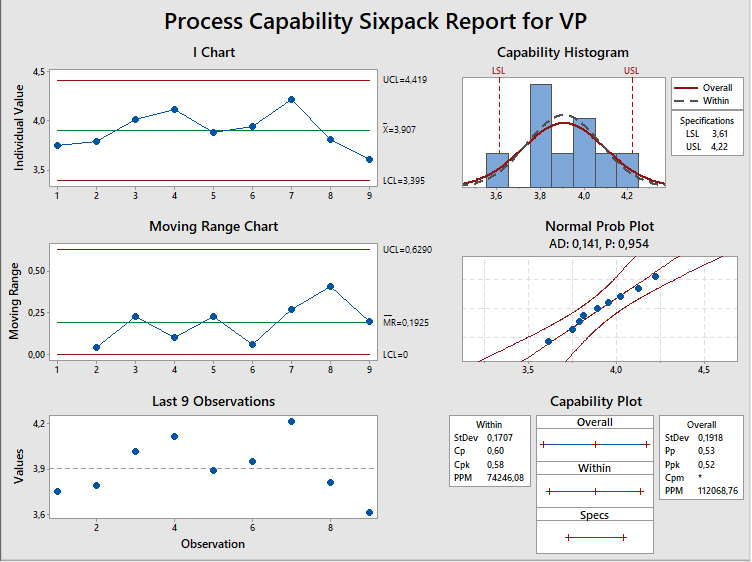 Process Capability Sixpack Report for VP
I Chart
Individual Value
4,5
4,0
3,5
UCL=4,419
X̄=3,907
LCL=3,395
1 2 3 4 5 6 7 8 9
Capability Histogram
LSL USL
3,6 3,8 4,0 4,2
Overall
Within
Specifications
LSL 3,61
USL 4,22
Moving Range Chart
Moving Range
0,50
0,25
0,00
UCL=0,6290
M̅R̅=0,1925
LCL=0
1 2 3 4 5 6 7 8 9
Normal Prob Plot
AD: 0,141, P: 0,954
3,5 4,0 4,5
Last 9 Observations
Values
4,2
3,9
3,6
2 4 6 8
Observation
Capability Plot
Within
StDev 0,1707
Cp 0,60
Cpk 0,58
PPM 74246,08
Overall
Within
Specs
Overall
StDev 0,1918
Pp 0,53
Ppk 0,52
Cpm *
PPM 112068,76